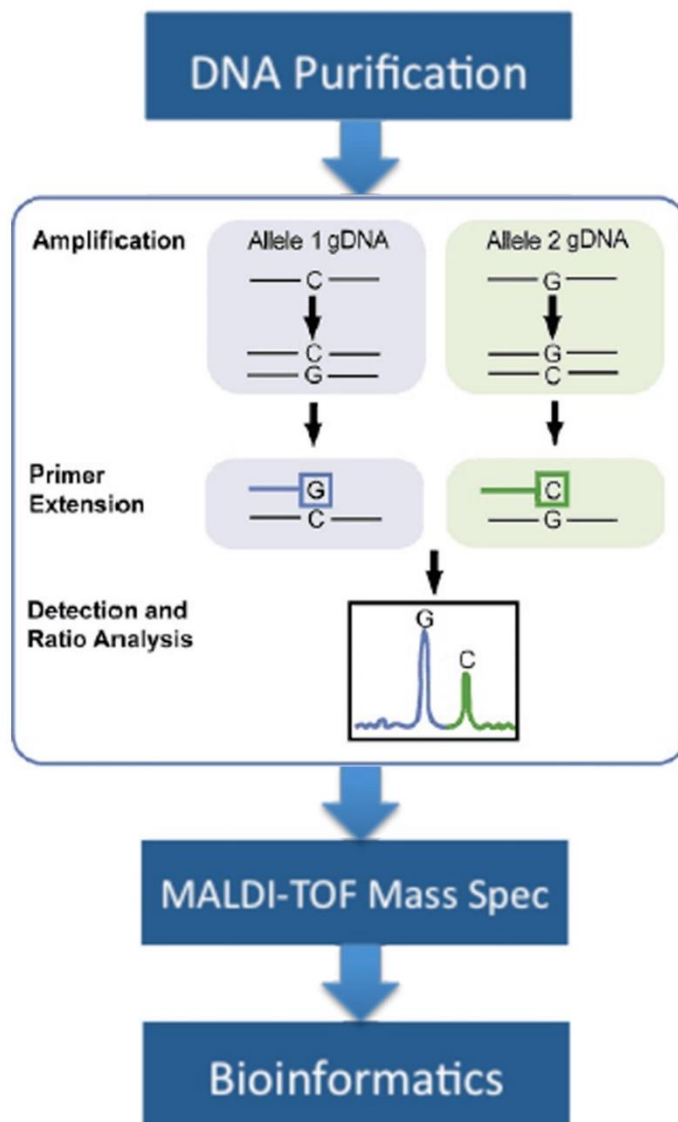 DNA Purification
Amplification
Allele 1 gDNA
Allele 2 gDNA
C
G
C
G
G
C
Primer
Extension
G
C
C
G
Detection and
Ratio Analysis
G
C
MALDI-TOF Mass Spec
Bioinformatics